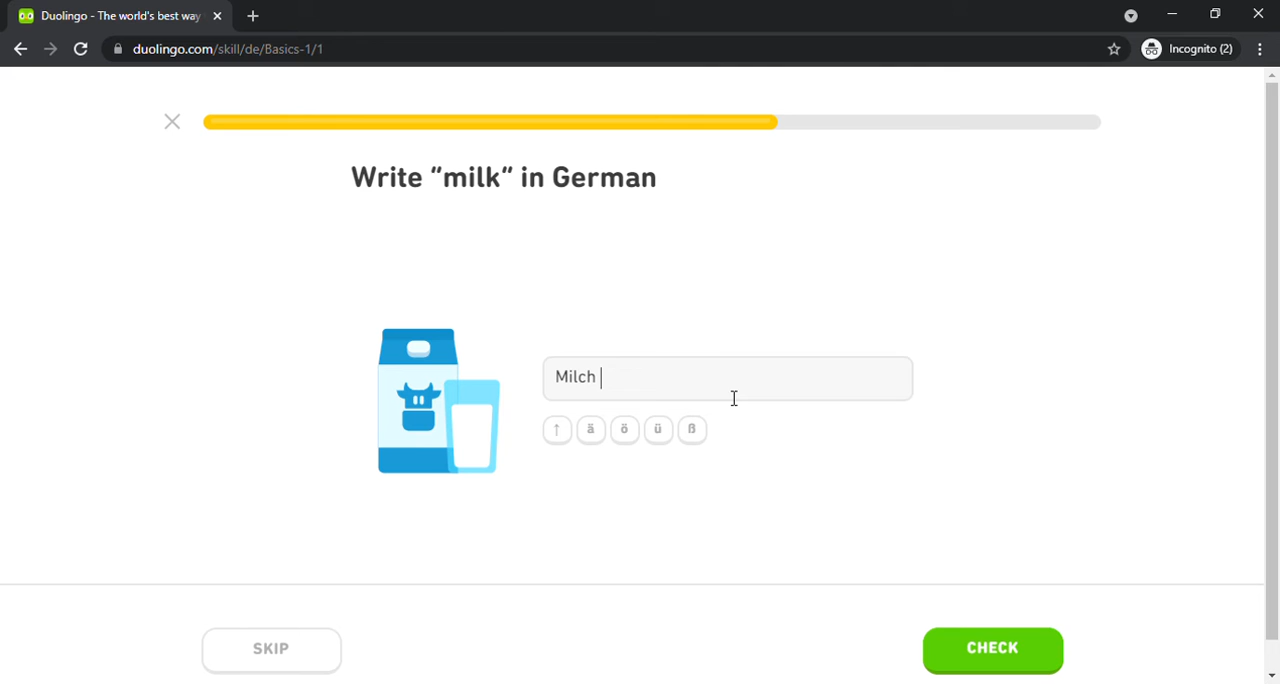 Duolingo - The world's best way
duolingo.com/skill/de/Basics-1/1
Incognito (2)
Write “milk” in German
Milch
↑ ä ö ü ß
SKIP
CHECK